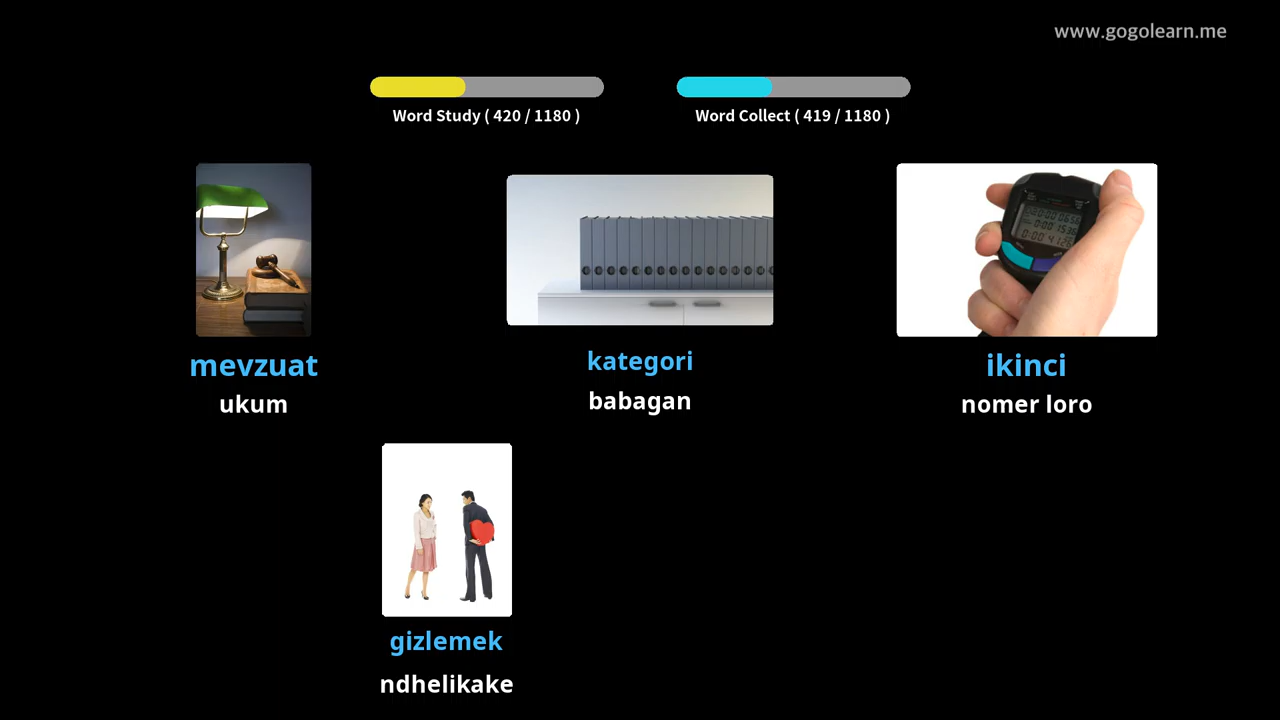 www.gogolearn.me
Word Study ( 420 / 1180 )
Word Collect ( 419 / 1180 )
mevzuat
ukum
kategori
babagan
ikinci
nomer loro
gizlemek
ndhelikake